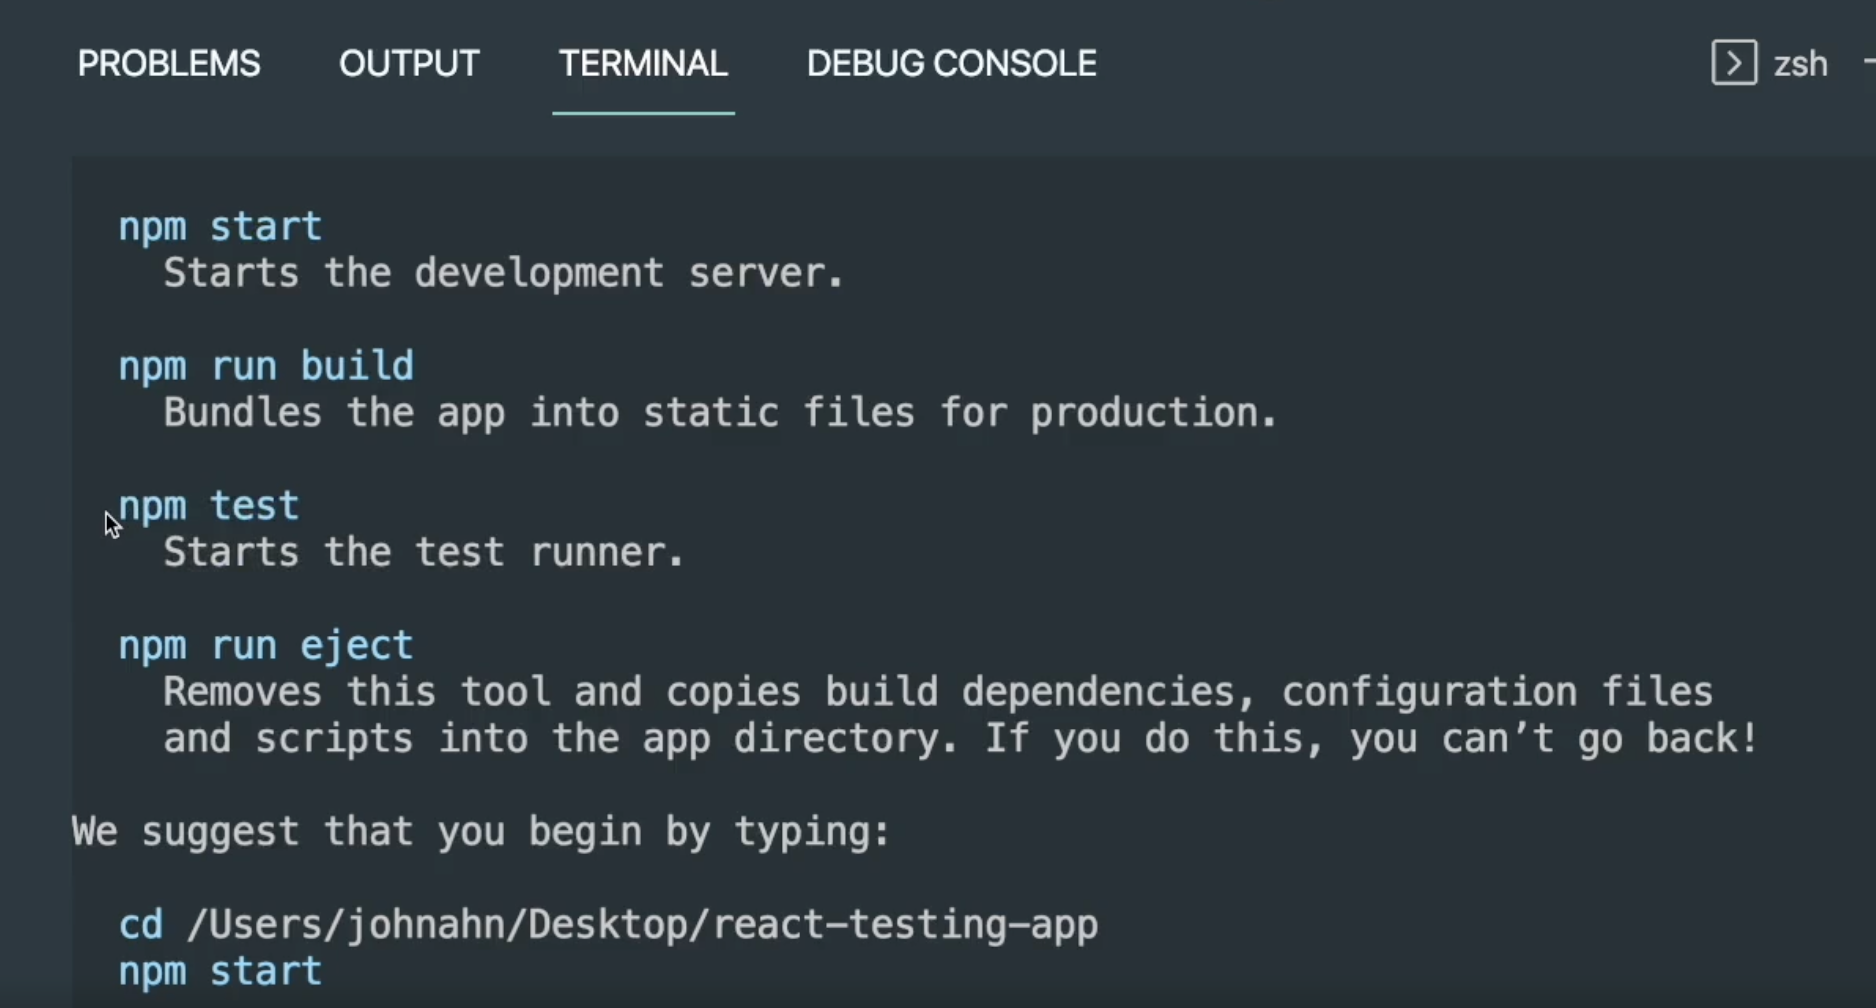 PROBLEMS OUTPUT TERMINAL DEBUG CONSOLE zsh
npm start
Starts the development server.
npm run build
Bundles the app into static files for production.
npm test
Starts the test runner.
npm run eject
Removes this tool and copies build dependencies, configuration files
and scripts into the app directory. If you do this, you can’t go back!
We suggest that you begin by typing:
cd /Users/johnahn/Desktop/react-testing-app
npm start